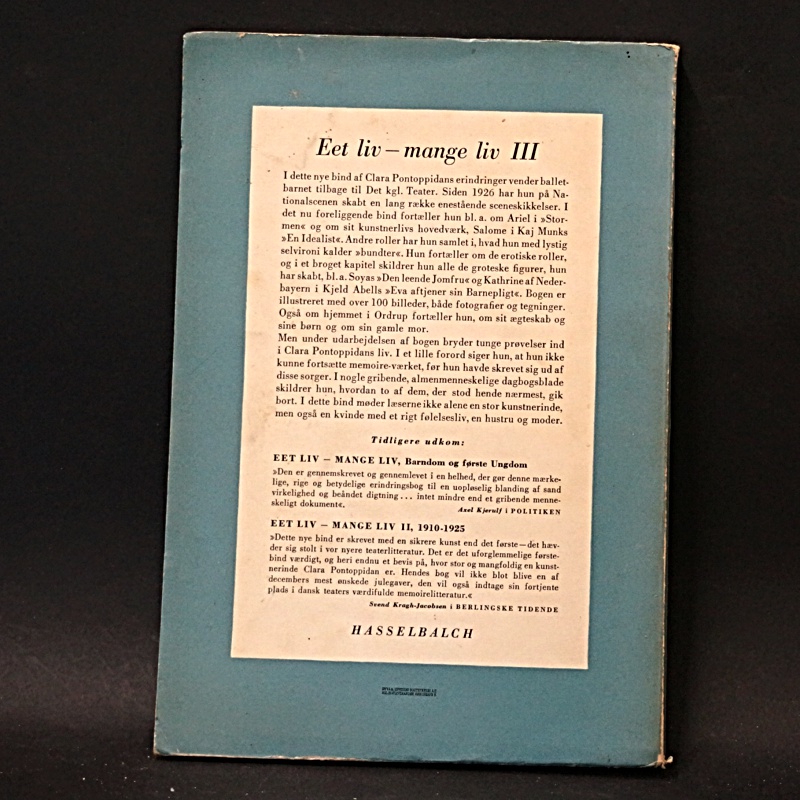 Eet liv – mange liv III
I dette nye bind af Clara Pontoppidans erindringer vender ballet-
barnet tilbage til Det kgl. Teater. Siden 1926 har hun på Na-
tionalscenen skabt en lang række enestående sceneskikkelser. I
det nu foreliggende bind fortæller hun bl. a. om Ariel i »Stor-
men« og om sit kunstnerlivs hovedværk, Salome i Kaj Munks
»En Idealist«. Andre roller har hun samlet i, hvad hun med lystig
selvironi kalder »bundter«. Hun fortæller om de erotiske roller,
og i et broget kapitel skildrer hun alle de groteske figurer, hun
har skabt, bl.a. Soyas »Den leende Jomfru« og Kathrine af Neder-
bayern i Kjeld Abells »Eva aftjener sin Barnepligt«. Bogen er
illustreret med over 100 billeder, både fotografier og tegninger.
Også om hjemmet i Ordrup fortæller hun, om sit ægteskab og
sine børn og om sin gamle mor.
Men under udarbejdelsen af bogen bryder tunge prøvelser ind
i Clara Pontoppidans liv. I et lille forord siger hun, at hun ikke
kunne fortsætte memoire-værket, før hun havde skrevet sig ud af
disse sorger. I nogle gribende, almenmenneskelige dagbogsblade
skildrer hun, hvordan to af dem, der stod hende nærmest, gik
bort. I dette bind møder læserne ikke alene en stor kunstnerinde,
men også en kvinde med et rigt følelsesliv, en hustru og moder.
Tidligere udkom:
EET LIV – MANGE LIV, Barndom og første Ungdom
»Den er gennemskrevet og gennemlevet i en helhed, der gør denne mærke-
lige, rige og betydelige erindringsbog til en uopløselig blanding af sand
virkelighed og beåndet digtning... intet mindre end et gribende menne-
skeligt dokument«.
Axel Kjerulf i POLITIKEN
EET LIV – MANGE LIV II, 1910-1925
»Dette nye bind er skrevet med en sikrere kunst end det første – det hæv-
der sig stolt i vor nyere teaterlitteratur. Det er det uforglemmelige første-
bind værdigt, og heri endnu et bevis på, hvor stor og mangfoldig en kunst-
nerinde Clara Pontoppidan er. Hendes bog vil ikke blot blive en af
decembers mest ønskede julegaver, den vil også indtage sin fortjente
plads i dansk teaters værdifulde memoirelitteratur.«
Svend Kragh-Jacobsen i BERLINGSKE TIDENDE
HASSELBALCH